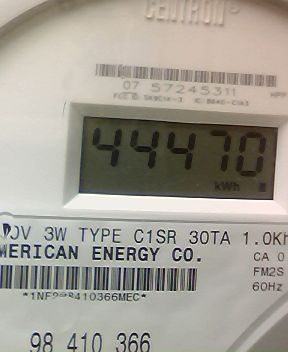 CENTRON®
07 57245311
44470
kWh
3W TYPE C1SR 30TA 1.0Kh
MERICAN ENERGY CO.
CA 0
FM2S
60Hz
98 410 366